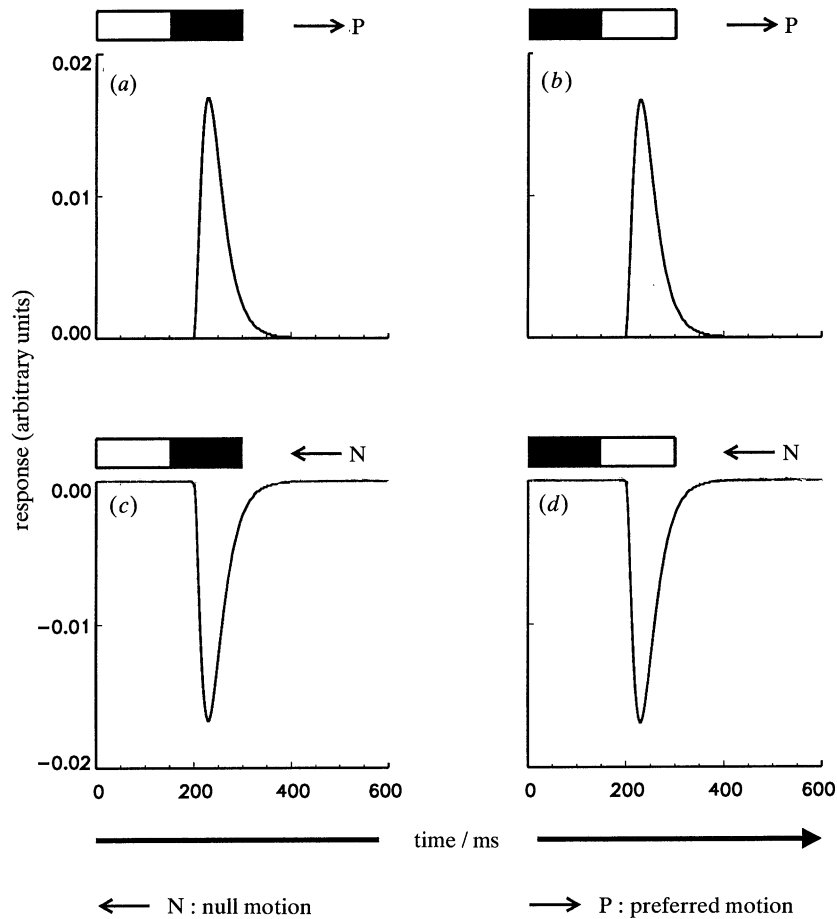 P
P
0.02
(a)
(b)
0.01
0.00
response (arbitrary units)
N
N
0.00
(c)
(d)
−0.01
−0.02
0 200 400 600
0 200 400 600
time / ms
N : null motion
P : preferred motion